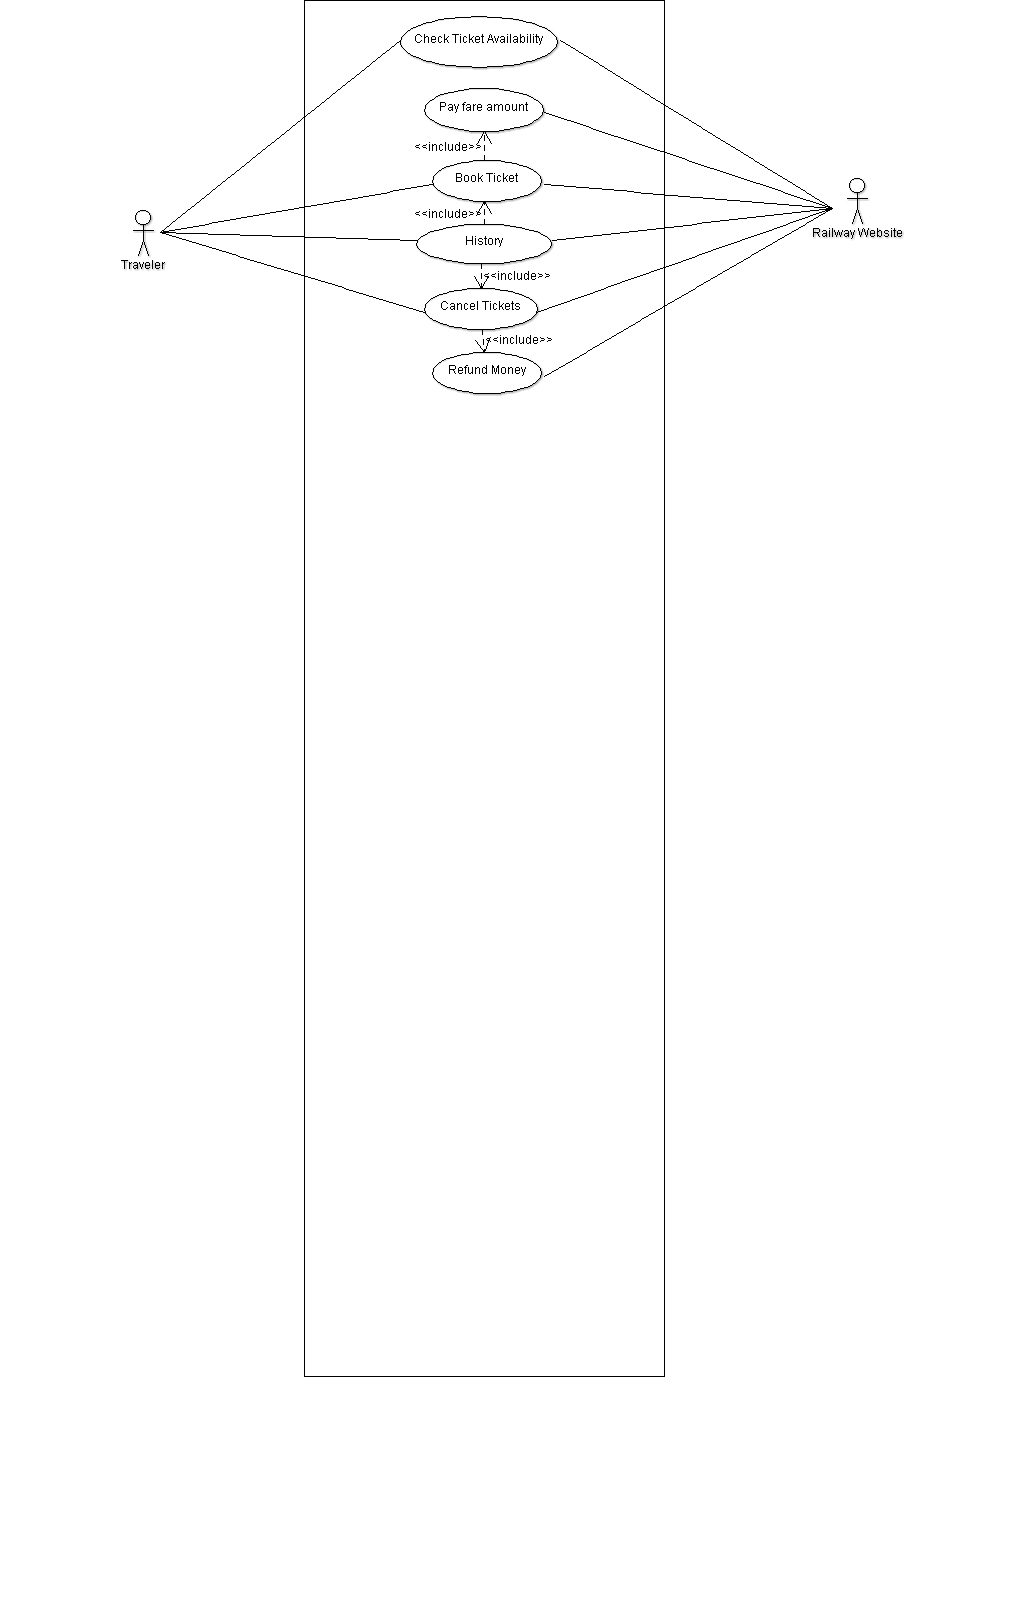 Check Ticket Availability
Pay fare amount
<<include>>
Book Ticket
<<include>>
History
Railway Website
Traveler
<<include>>
Cancel Tickets
<<include>>
Refund Money